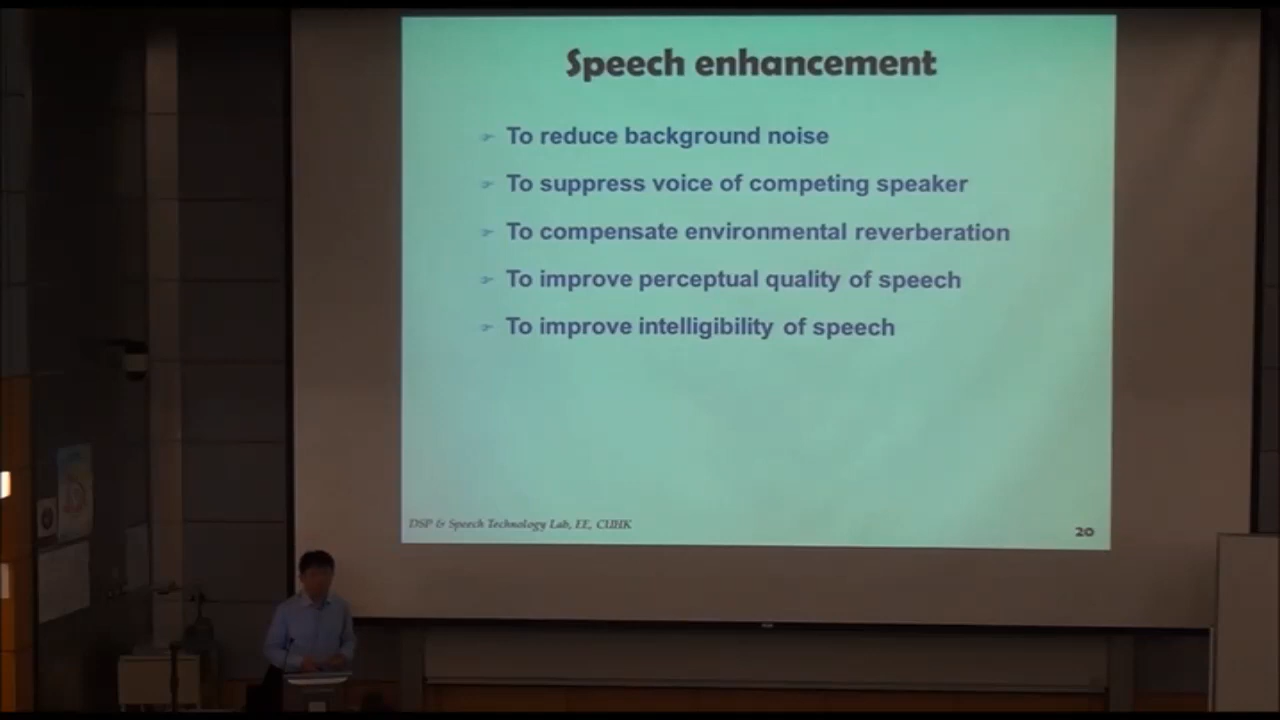 Speech enhancement
To reduce background noise
To suppress voice of competing speaker
To compensate environmental reverberation
To improve perceptual quality of speech
To improve intelligibility of speech
DSP & Speech Technology Lab, EE, CUHK
20